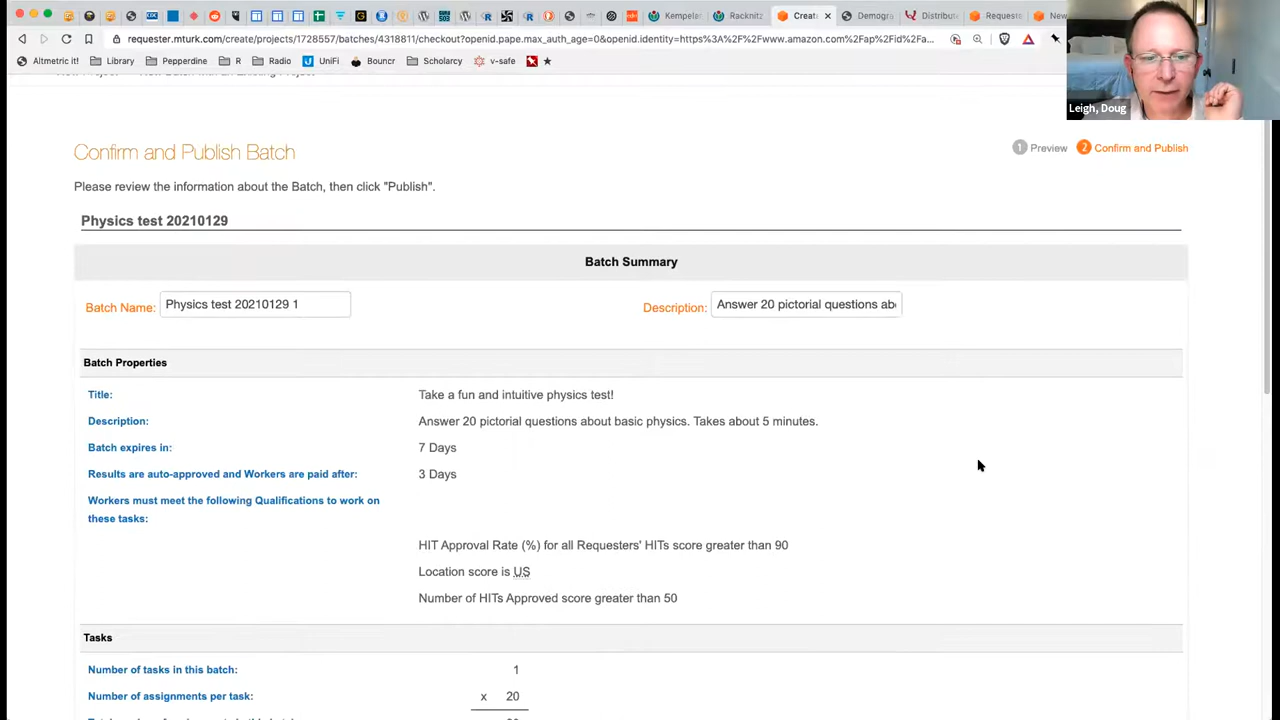 Kempele
Racknitz
Create
Demogra
Distribut
Requeste
New
requester.mturk.com/create/projects/1728557/batches/4318811/checkout?openid.pape.max_auth_age=0&openid.identity=https%3A%2F%2Fwww.amazon.com%2Fap%2Fid%2Fa...
Altmetric it! Library Pepperdine R Radio UniFi Bouncr Scholarcy v-safe
Leigh, Doug
Confirm and Publish Batch
1 Preview 2 Confirm and Publish
Please review the information about the Batch, then click "Publish".
Physics test 20210129
Batch Summary
Batch Name: Physics test 20210129 1 Description: Answer 20 pictorial questions ab
Batch Properties
Title: Take a fun and intuitive physics test!
Description: Answer 20 pictorial questions about basic physics. Takes about 5 minutes.
Batch expires in: 7 Days
Results are auto-approved and Workers are paid after: 3 Days
Workers must meet the following Qualifications to work on
these tasks:
HIT Approval Rate (%) for all Requesters' HITs score greater than 90
Location score is US
Number of HITs Approved score greater than 50
Tasks
Number of tasks in this batch: 1
Number of assignments per task: x 20